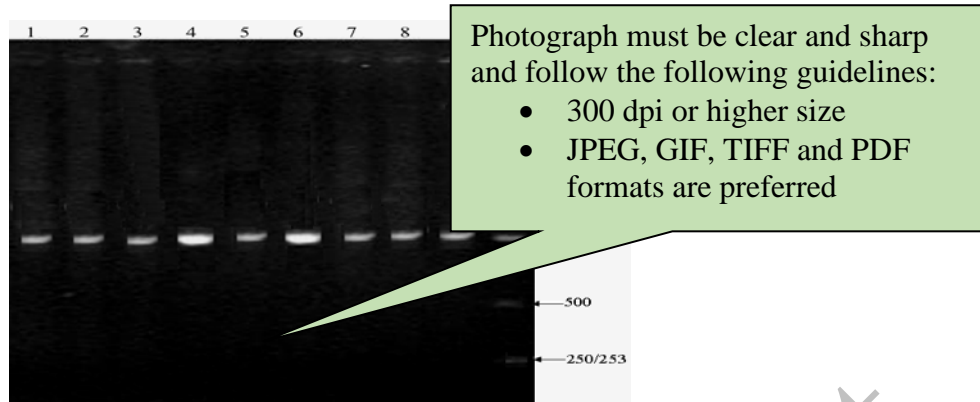 1 2 3 4 5 6 7 8
Photograph must be clear and sharp
and follow the following guidelines:
• 300 dpi or higher size
• JPEG, GIF, TIFF and PDF
formats are preferred
500
250/253